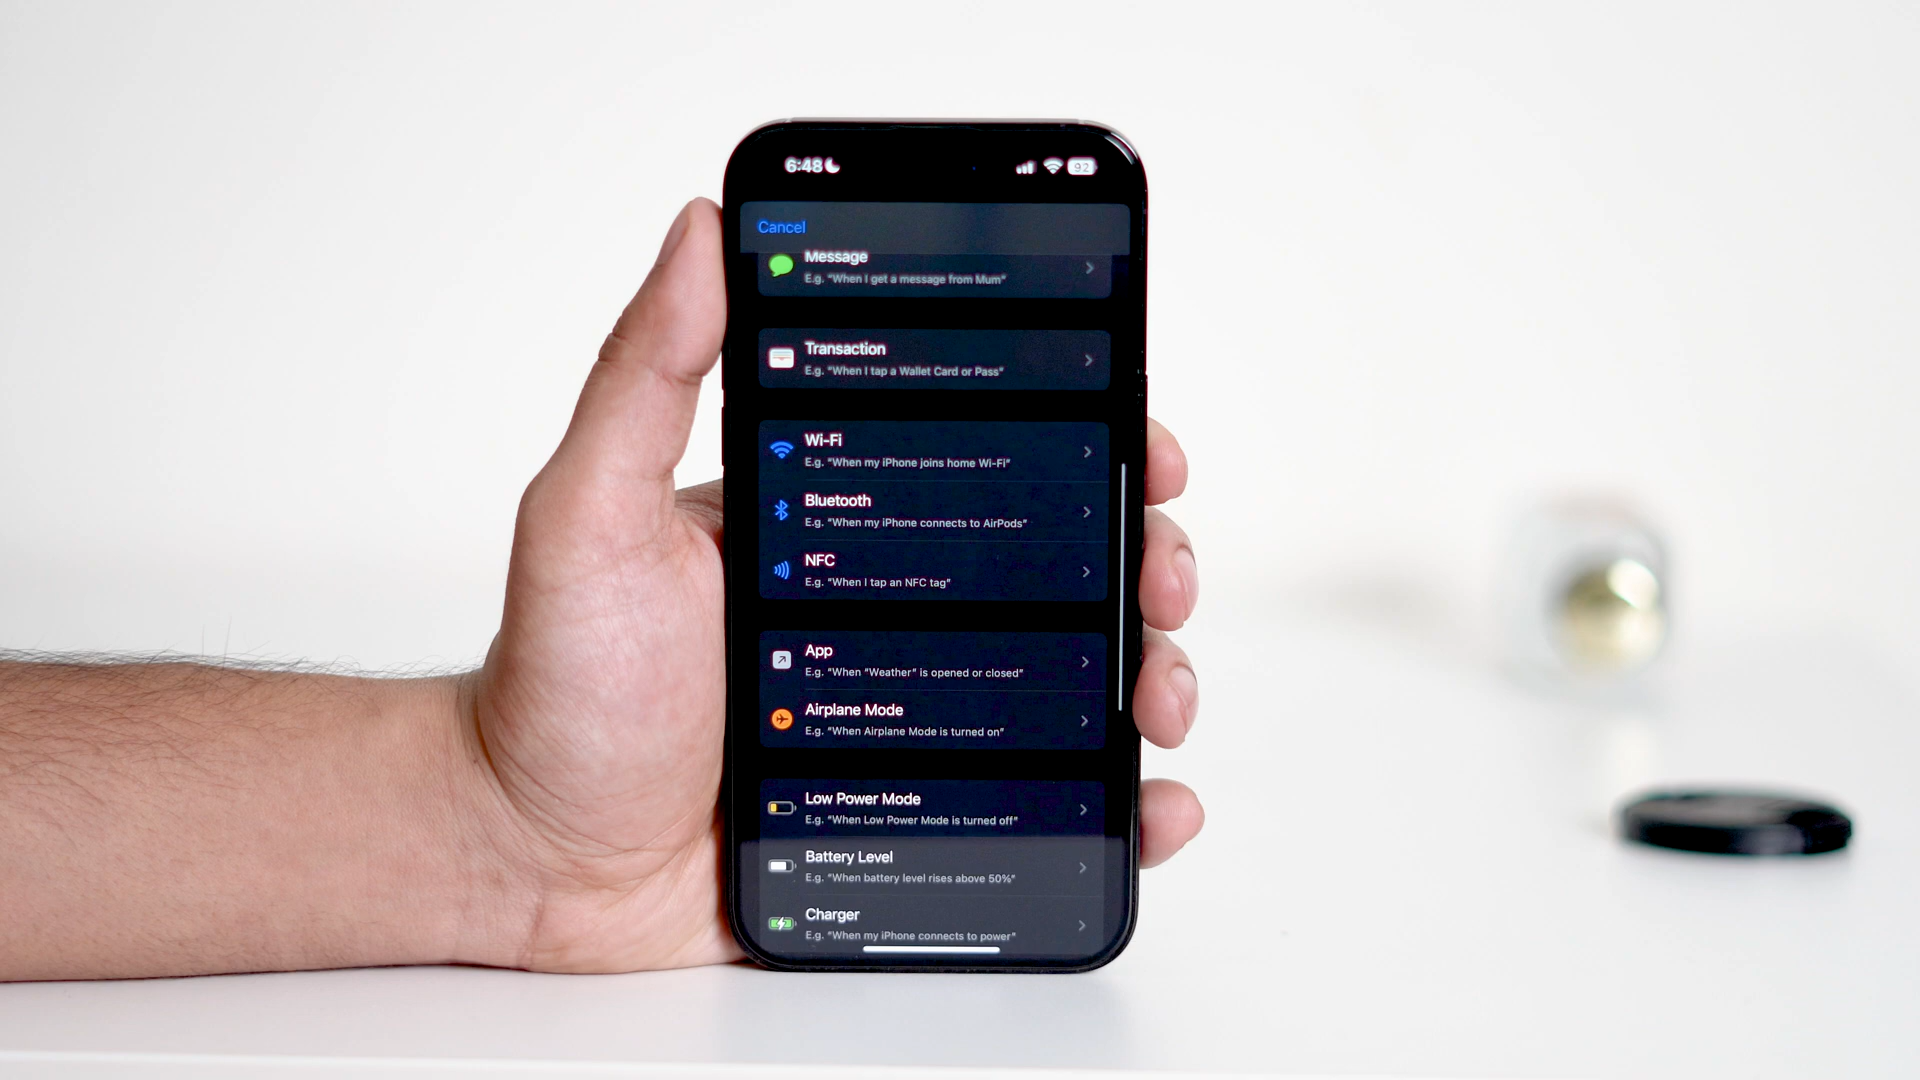 6:48
92
Cancel
Message
E.g. "When I get a message from Mum"
Transaction
E.g. "When I tap a Wallet Card or Pass"
Wi-Fi
E.g. "When my iPhone joins home Wi-Fi"
Bluetooth
E.g. "When my iPhone connects to AirPods"
NFC
E.g. "When I tap an NFC tag"
App
E.g. "When "Weather" is opened or closed"
Airplane Mode
E.g. "When Airplane Mode is turned on"
Low Power Mode
E.g. "When Low Power Mode is turned off"
Battery Level
E.g. "When battery level rises above 50%"
Charger
E.g. "When my iPhone connects to power"